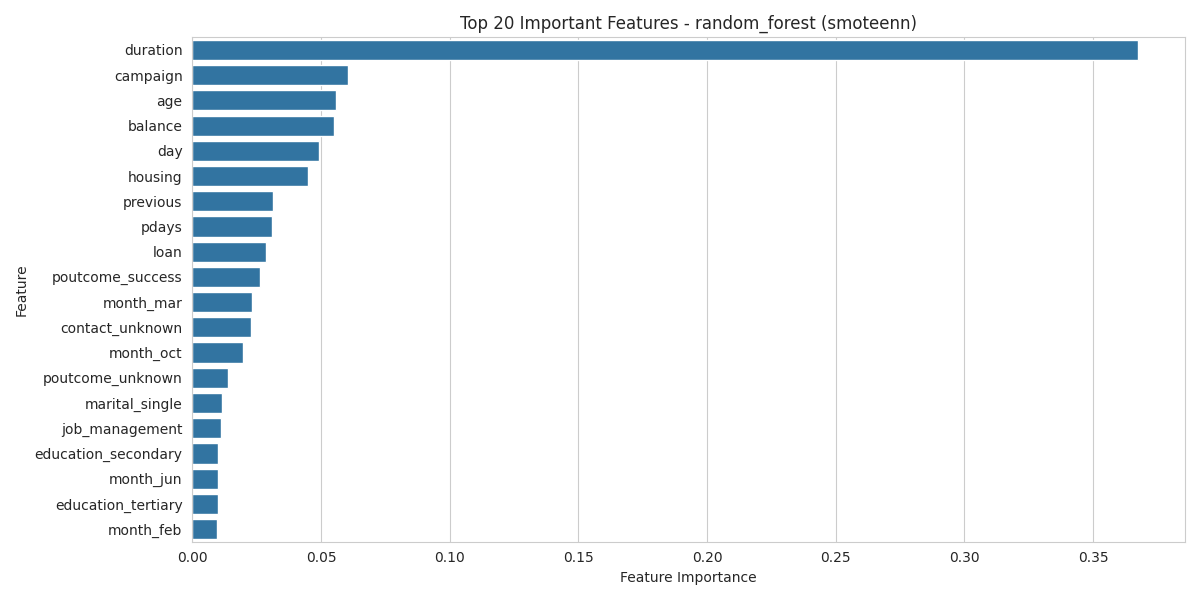 Top 20 Important Features - random_forest (smoteenn)
Feature
duration
campaign
age
balance
day
housing
previous
pdays
loan
poutcome_success
month_mar
contact_unknown
month_oct
poutcome_unknown
marital_single
job_management
education_secondary
month_jun
education_tertiary
month_feb
0.00 0.05 0.10 0.15 0.20 0.25 0.30 0.35
Feature Importance